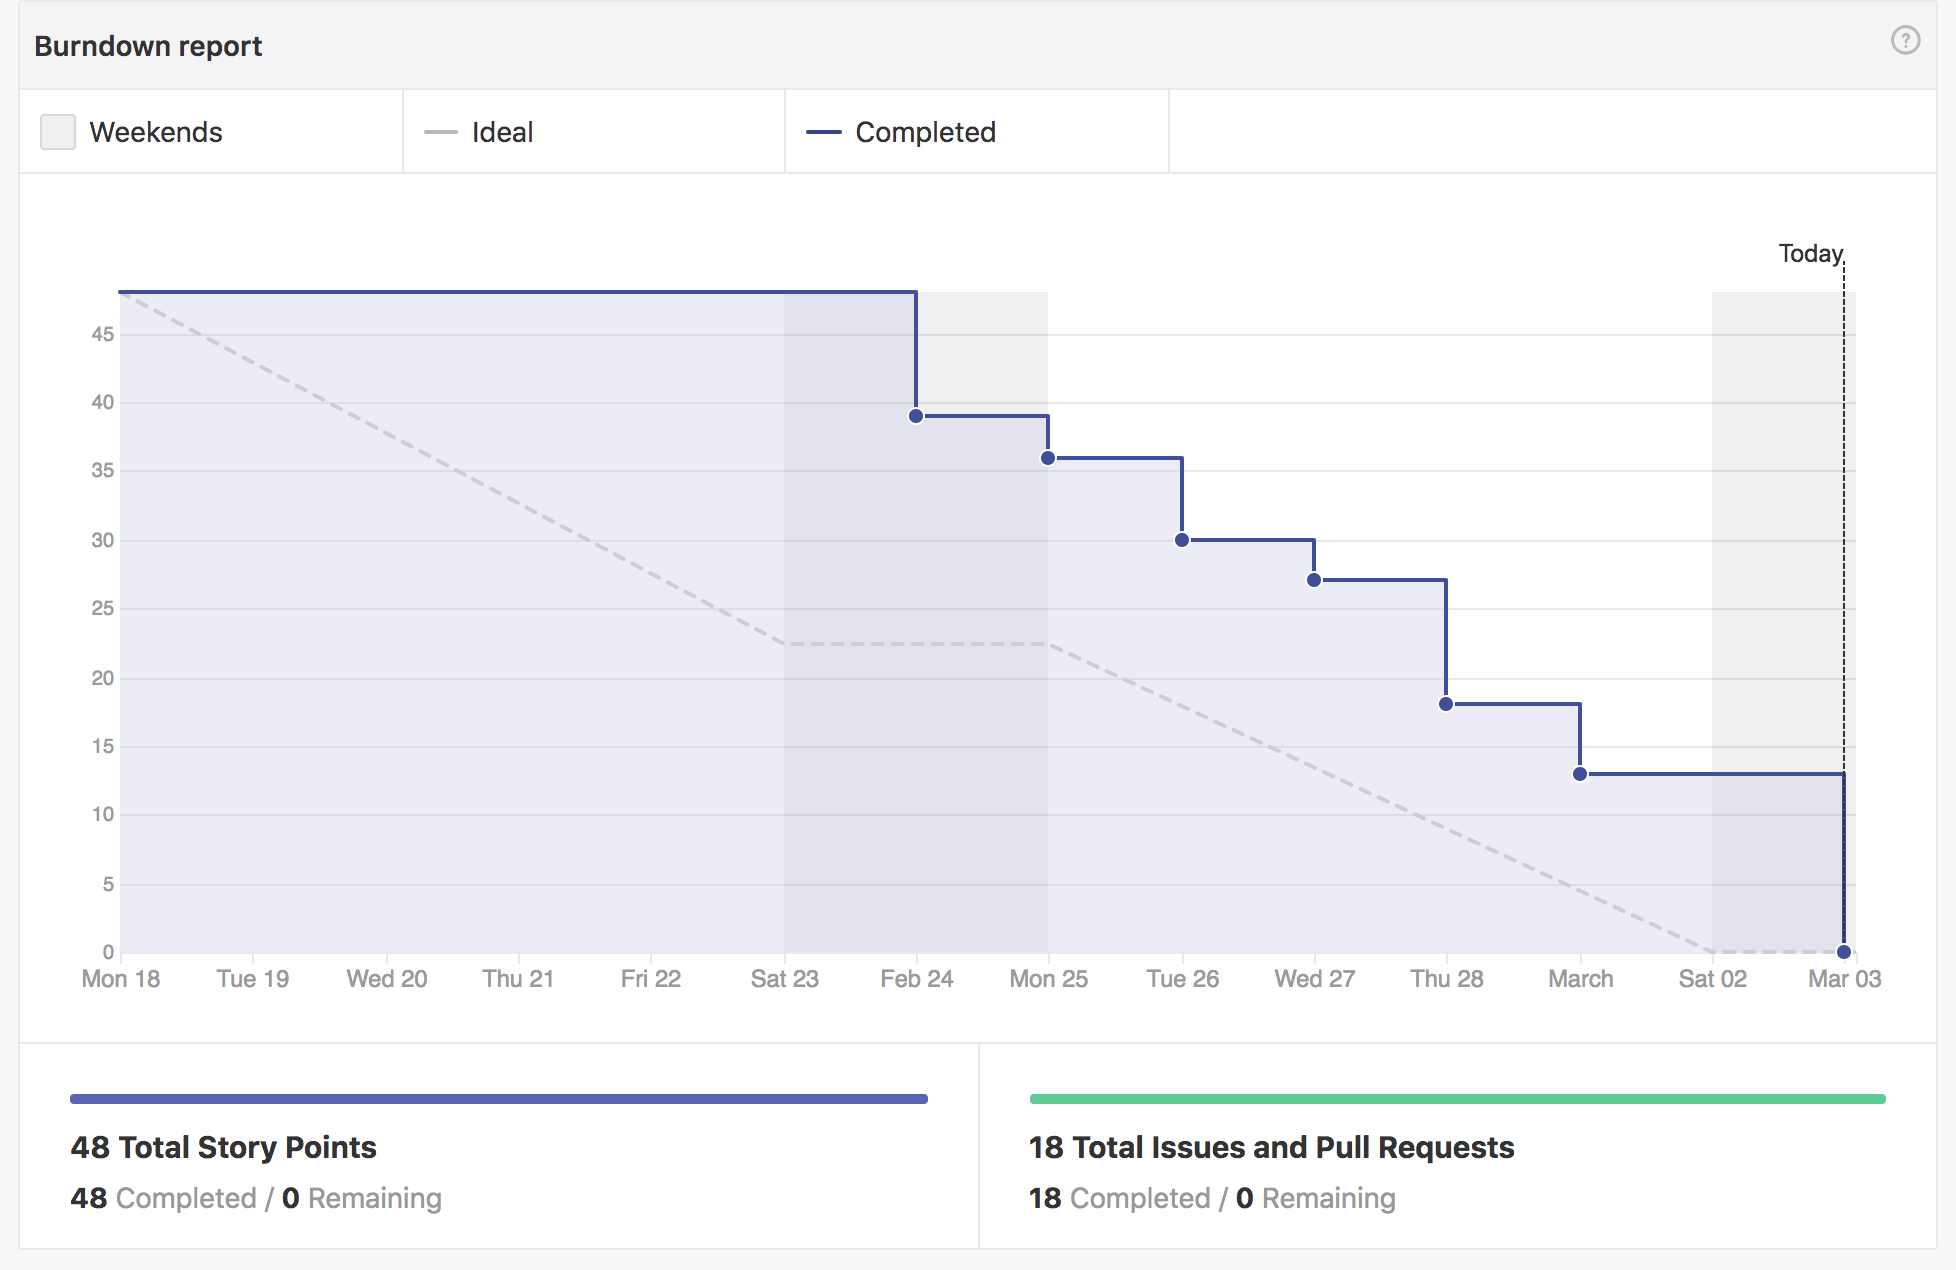 Burndown report
?
Weekends
Ideal
Completed
Today
45
40
35
30
25
20
15
10
5
0
Mon 18 Tue 19 Wed 20 Thu 21 Fri 22 Sat 23 Feb 24 Mon 25 Tue 26 Wed 27 Thu 28 March Sat 02 Mar 03
48 Total Story Points
48 Completed / 0 Remaining
18 Total Issues and Pull Requests
18 Completed / 0 Remaining